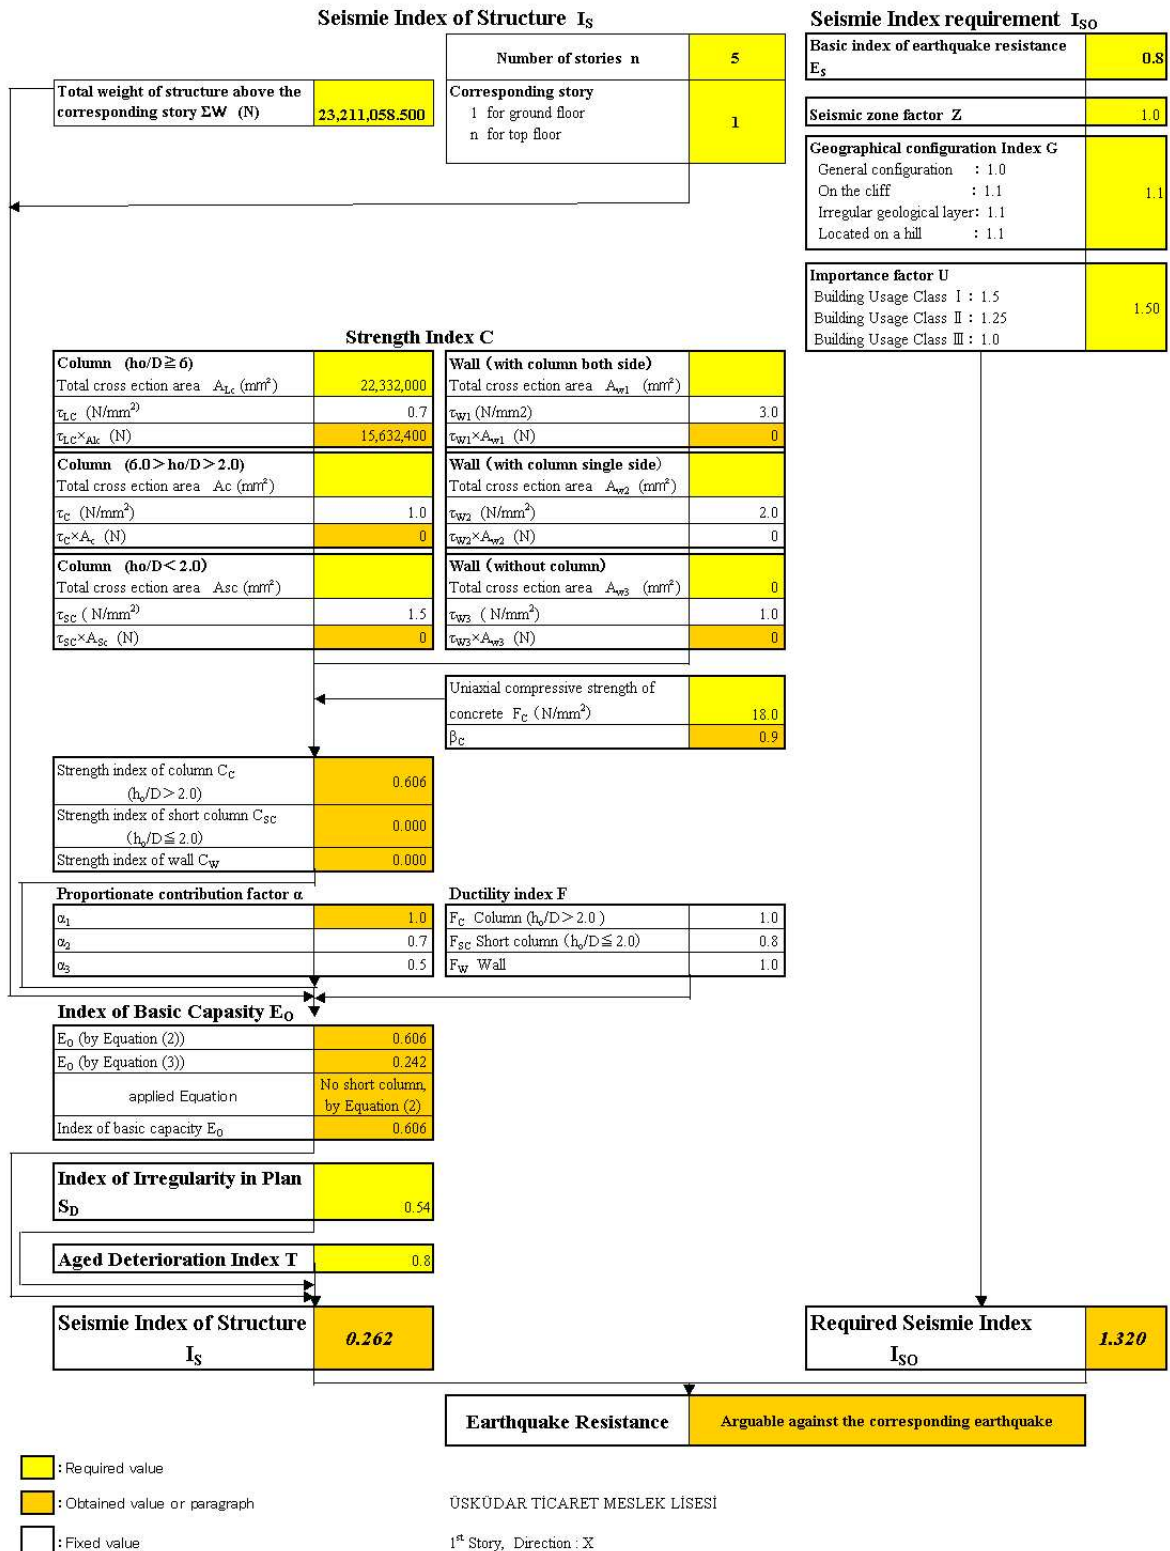 Seismie Index of Structure IS
Number of stories n 5
Total weight of structure above the
corresponding story ΣW (N) 23,211,058.500
Corresponding story
1 for ground floor
n for top floor
1
Seismie Index requirement ISO
Basic index of earthquake resistance
ES
0.8
Seismic zone factor Z 1.0
Geographical configuration Index G
General configuration : 1.0
On the cliff : 1.1
Irregular geological layer: 1.1
Located on a hill : 1.1
1.1
Importance factor U
Building Usage Class Ⅰ : 1.5
Building Usage Class Ⅱ : 1.25
Building Usage Class Ⅲ : 1.0
1.50
Strength Index C
Column (ho/D≧6)
Total cross ection area ALc (mm²) 22,332,000
τLC (N/mm²) 0.7
τLC×Alc (N) 15,632,400
Column (6.0>ho/D>2.0)
Total cross ection area Ac (mm²)
τC (N/mm²) 1.0
τC×Ac (N) 0
Column (ho/D<2.0)
Total cross ection area Asc (mm²)
τSC ( N/mm²) 1.5
τSC×ASc (N) 0
Wall (with column both side)
Total cross ection area Aw1 (mm²)
τW1 (N/mm2) 3.0
τW1×Aw1 (N) 0
Wall (with column single side)
Total cross ection area Aw2 (mm²)
τW2 (N/mm²) 2.0
τW2×Aw2 (N) 0
Wall (without column)
Total cross ection area Aw3 (mm²) 0
τW3 ( N/mm²) 1.0
τW3×Aw3 (N) 0
Uniaxial compressive strength of
concrete FC (N/mm²) 18.0
βC 0.9
Strength index of column CC
(ho/D>2.0)
0.606
Strength index of short column CSC
(ho/D≦2.0)
0.000
Strength index of wall CW 0.000
Proportionate contribution factor α
α1 1.0
α2 0.7
α3 0.5
Ductility index F
FC Column (ho/D>2.0 ) 1.0
FSC Short column (ho/D≦2.0) 0.8
FW Wall 1.0
Index of Basic Capasity EO
E0 (by Equation (2)) 0.606
E0 (by Equation (3)) 0.242
applied Equation
No short column,
by Equation (2)
Index of basic capacity E0 0.606
Index of Irregularity in Plan
SD
0.54
Aged Deterioration Index T 0.8
Seismie Index of Structure
IS
0.262
Required Seismie Index
ISO
1.320
Earthquake Resistance Arguable against the corresponding earthquake
: Required value
: Obtained value or paragraph
: Fixed value
ÜSKÜDAR TİCARET MESLEK LİSESİ
1st Story, Direction : X